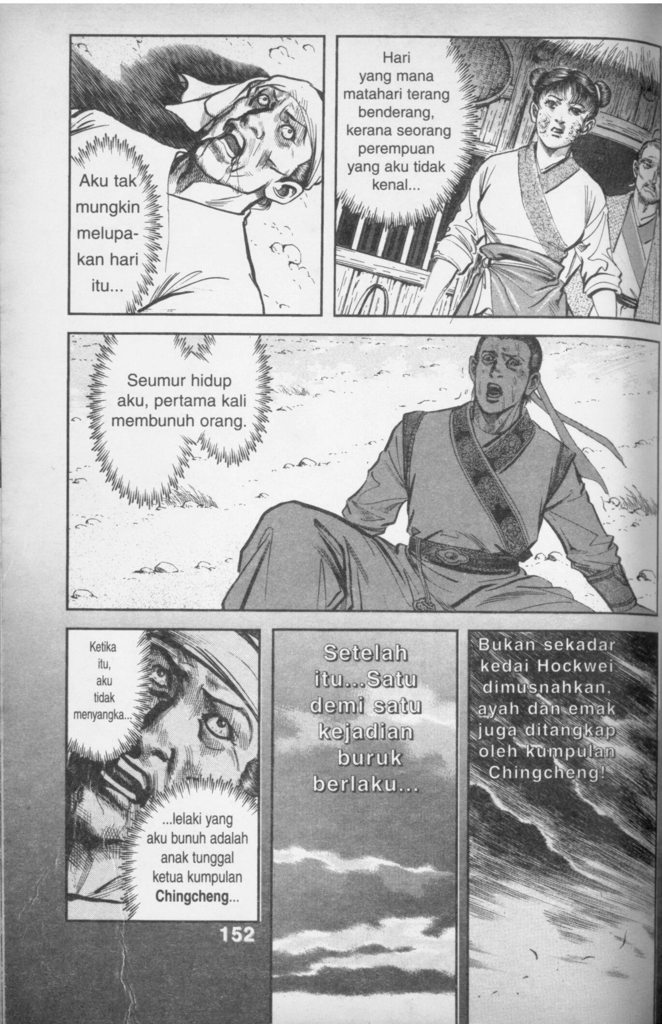 Aku tak
mungkin
melupa-
kan hari
itu...
Hari
yang mana
matahari terang
benderang,
kerana seorang
perempuan
yang aku tidak
kenal...
Seumur hidup
aku, pertama kali
membunuh orang.
Ketika
itu,
aku
tidak
menyangka...
...lelaki yang
aku bunuh adalah
anak tunggal
ketua kumpulan
Chingcheng...
Setelah
itu...Satu
demi satu
kejadian
buruk
berlaku...
Bukan sekadar
kedai Hockwei
dimusnahkan,
ayah dan emak
juga ditangkap
oleh kumpulan
Chingcheng!
152